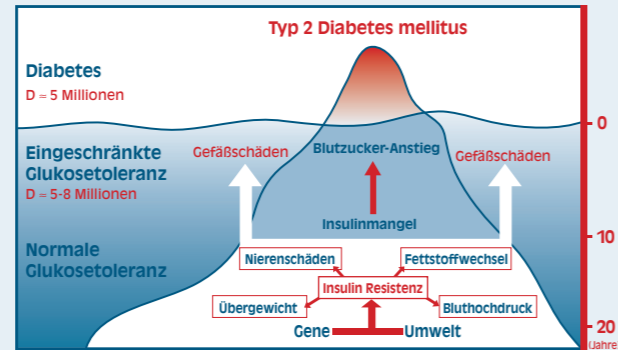 Typ 2 Diabetes mellitus
Diabetes
D = 5 Millionen
0
Eingeschränkte
Glukosetoleranz
D = 5-8 Millionen
Gefäßschäden
Blutzucker-Anstieg
Gefäßschäden
Insulinmangel
10
Normale
Glukosetoleranz
Nierenschäden
Fettstoffwechsel
Insulin Resistenz
Übergewicht
Bluthochdruck
Gene
Umwelt
20
(Jahre)